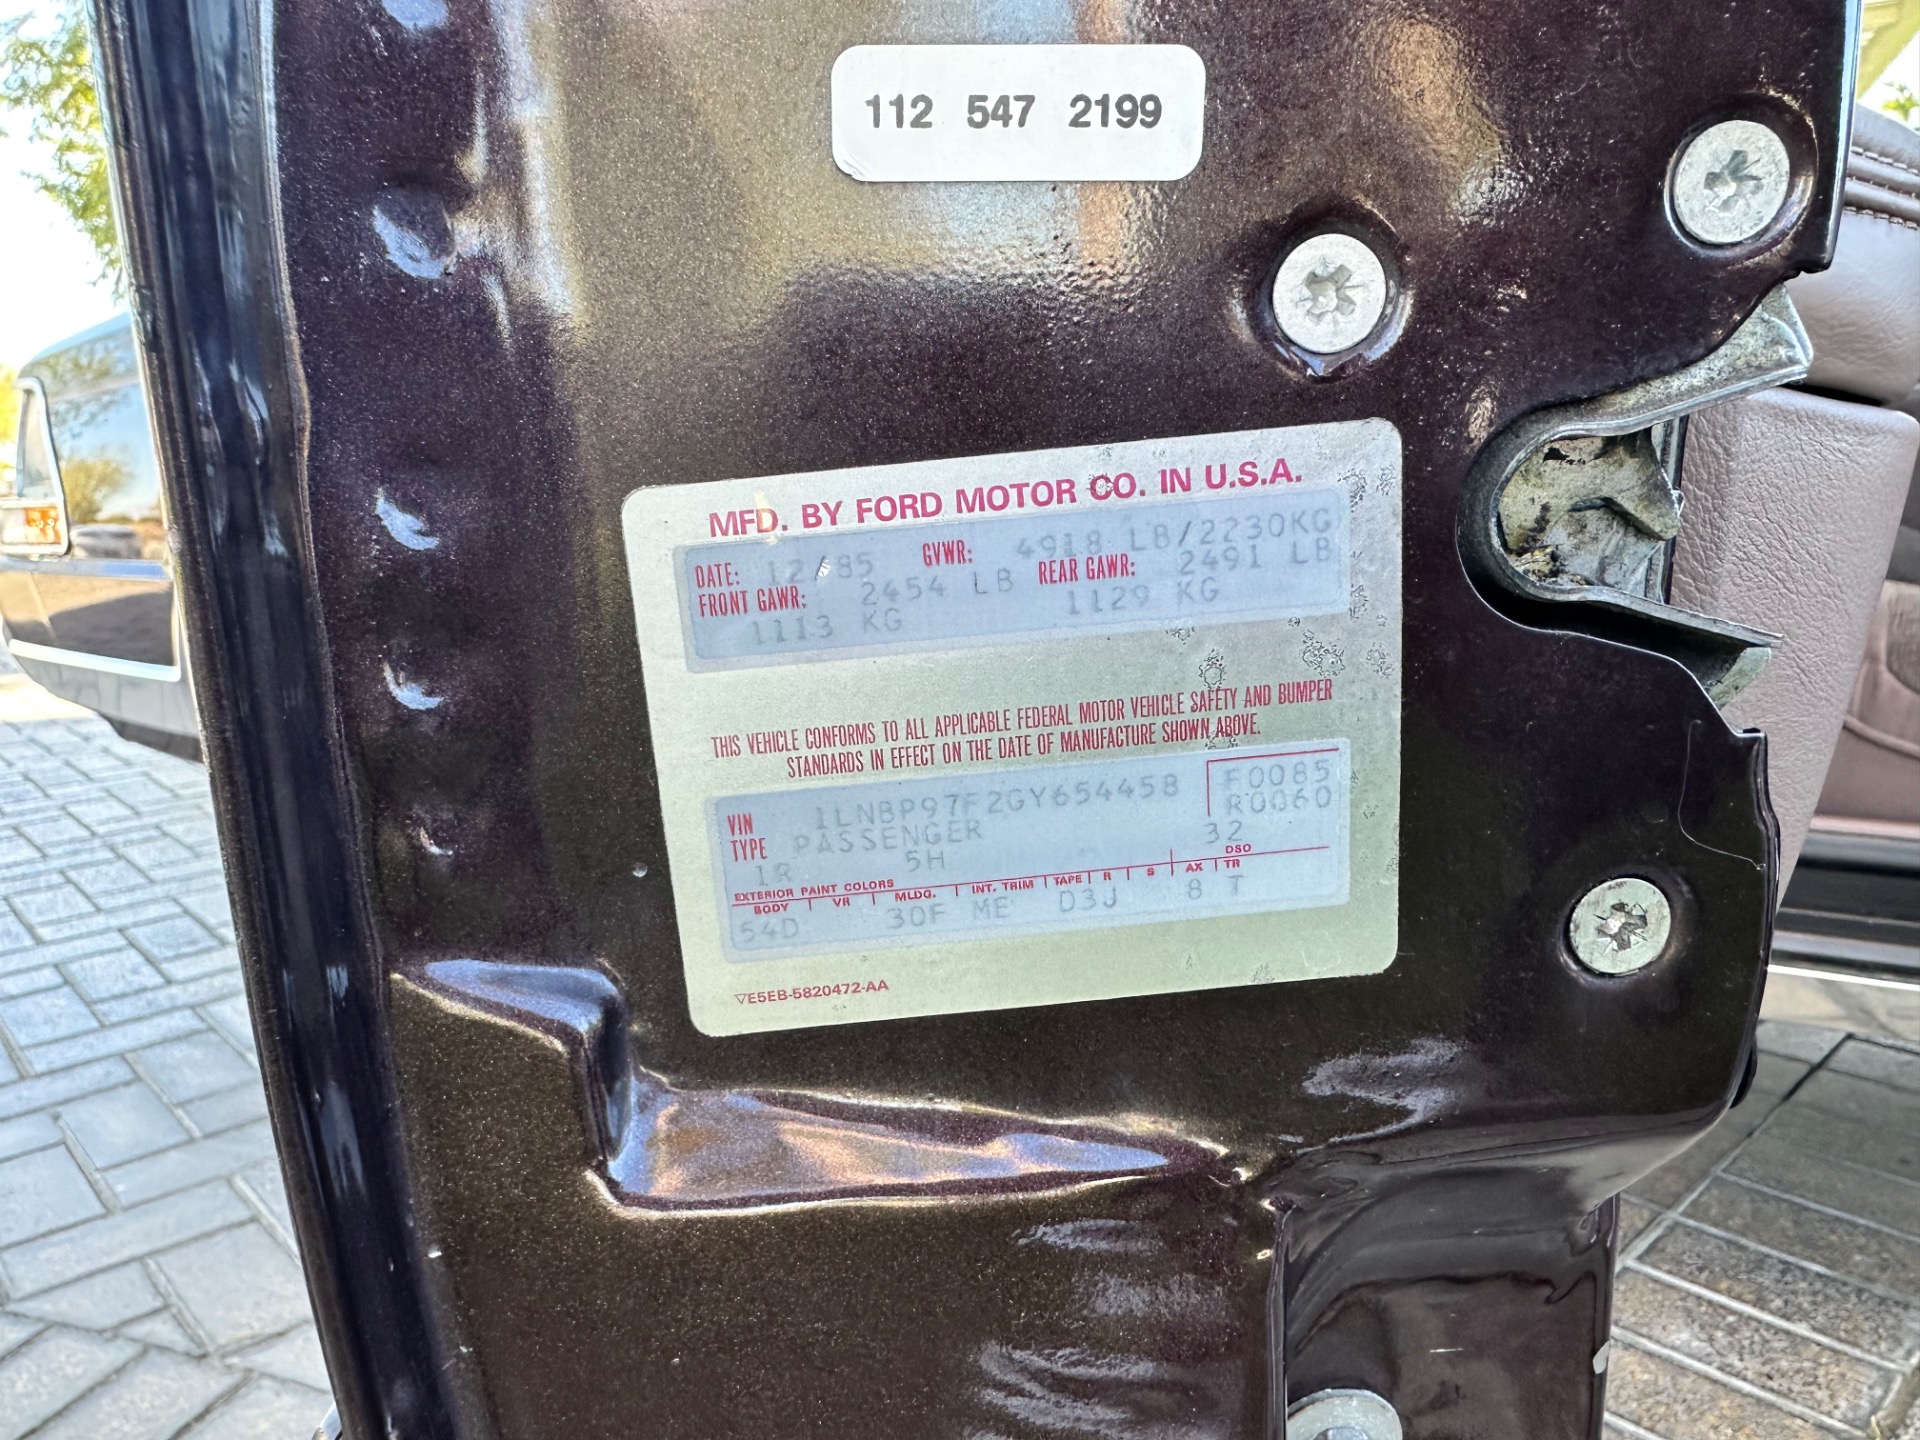 112 547 2199
MFD. BY FORD MOTOR CO. IN U.S.A.
DATE: 12/85 GVWR: 4918 LB/2230KG
FRONT GAWR: 2454 LB REAR GAWR: 2491 LB
1113 KG 1129 KG
THIS VEHICLE CONFORMS TO ALL APPLICABLE FEDERAL MOTOR VEHICLE SAFETY AND BUMPER
STANDARDS IN EFFECT ON THE DATE OF MANUFACTURE SHOWN ABOVE.
VIN 1LNBP97F2GY654458 F0085
TYPE PASSENGER R0060
1R 5H 32
EXTERIOR PAINT COLORS DSO
BODY VR MLDG. INT. TRIM TAPE R S AX TR
54D 30F ME D3J 8 T
▽E5EB-5820472-AA